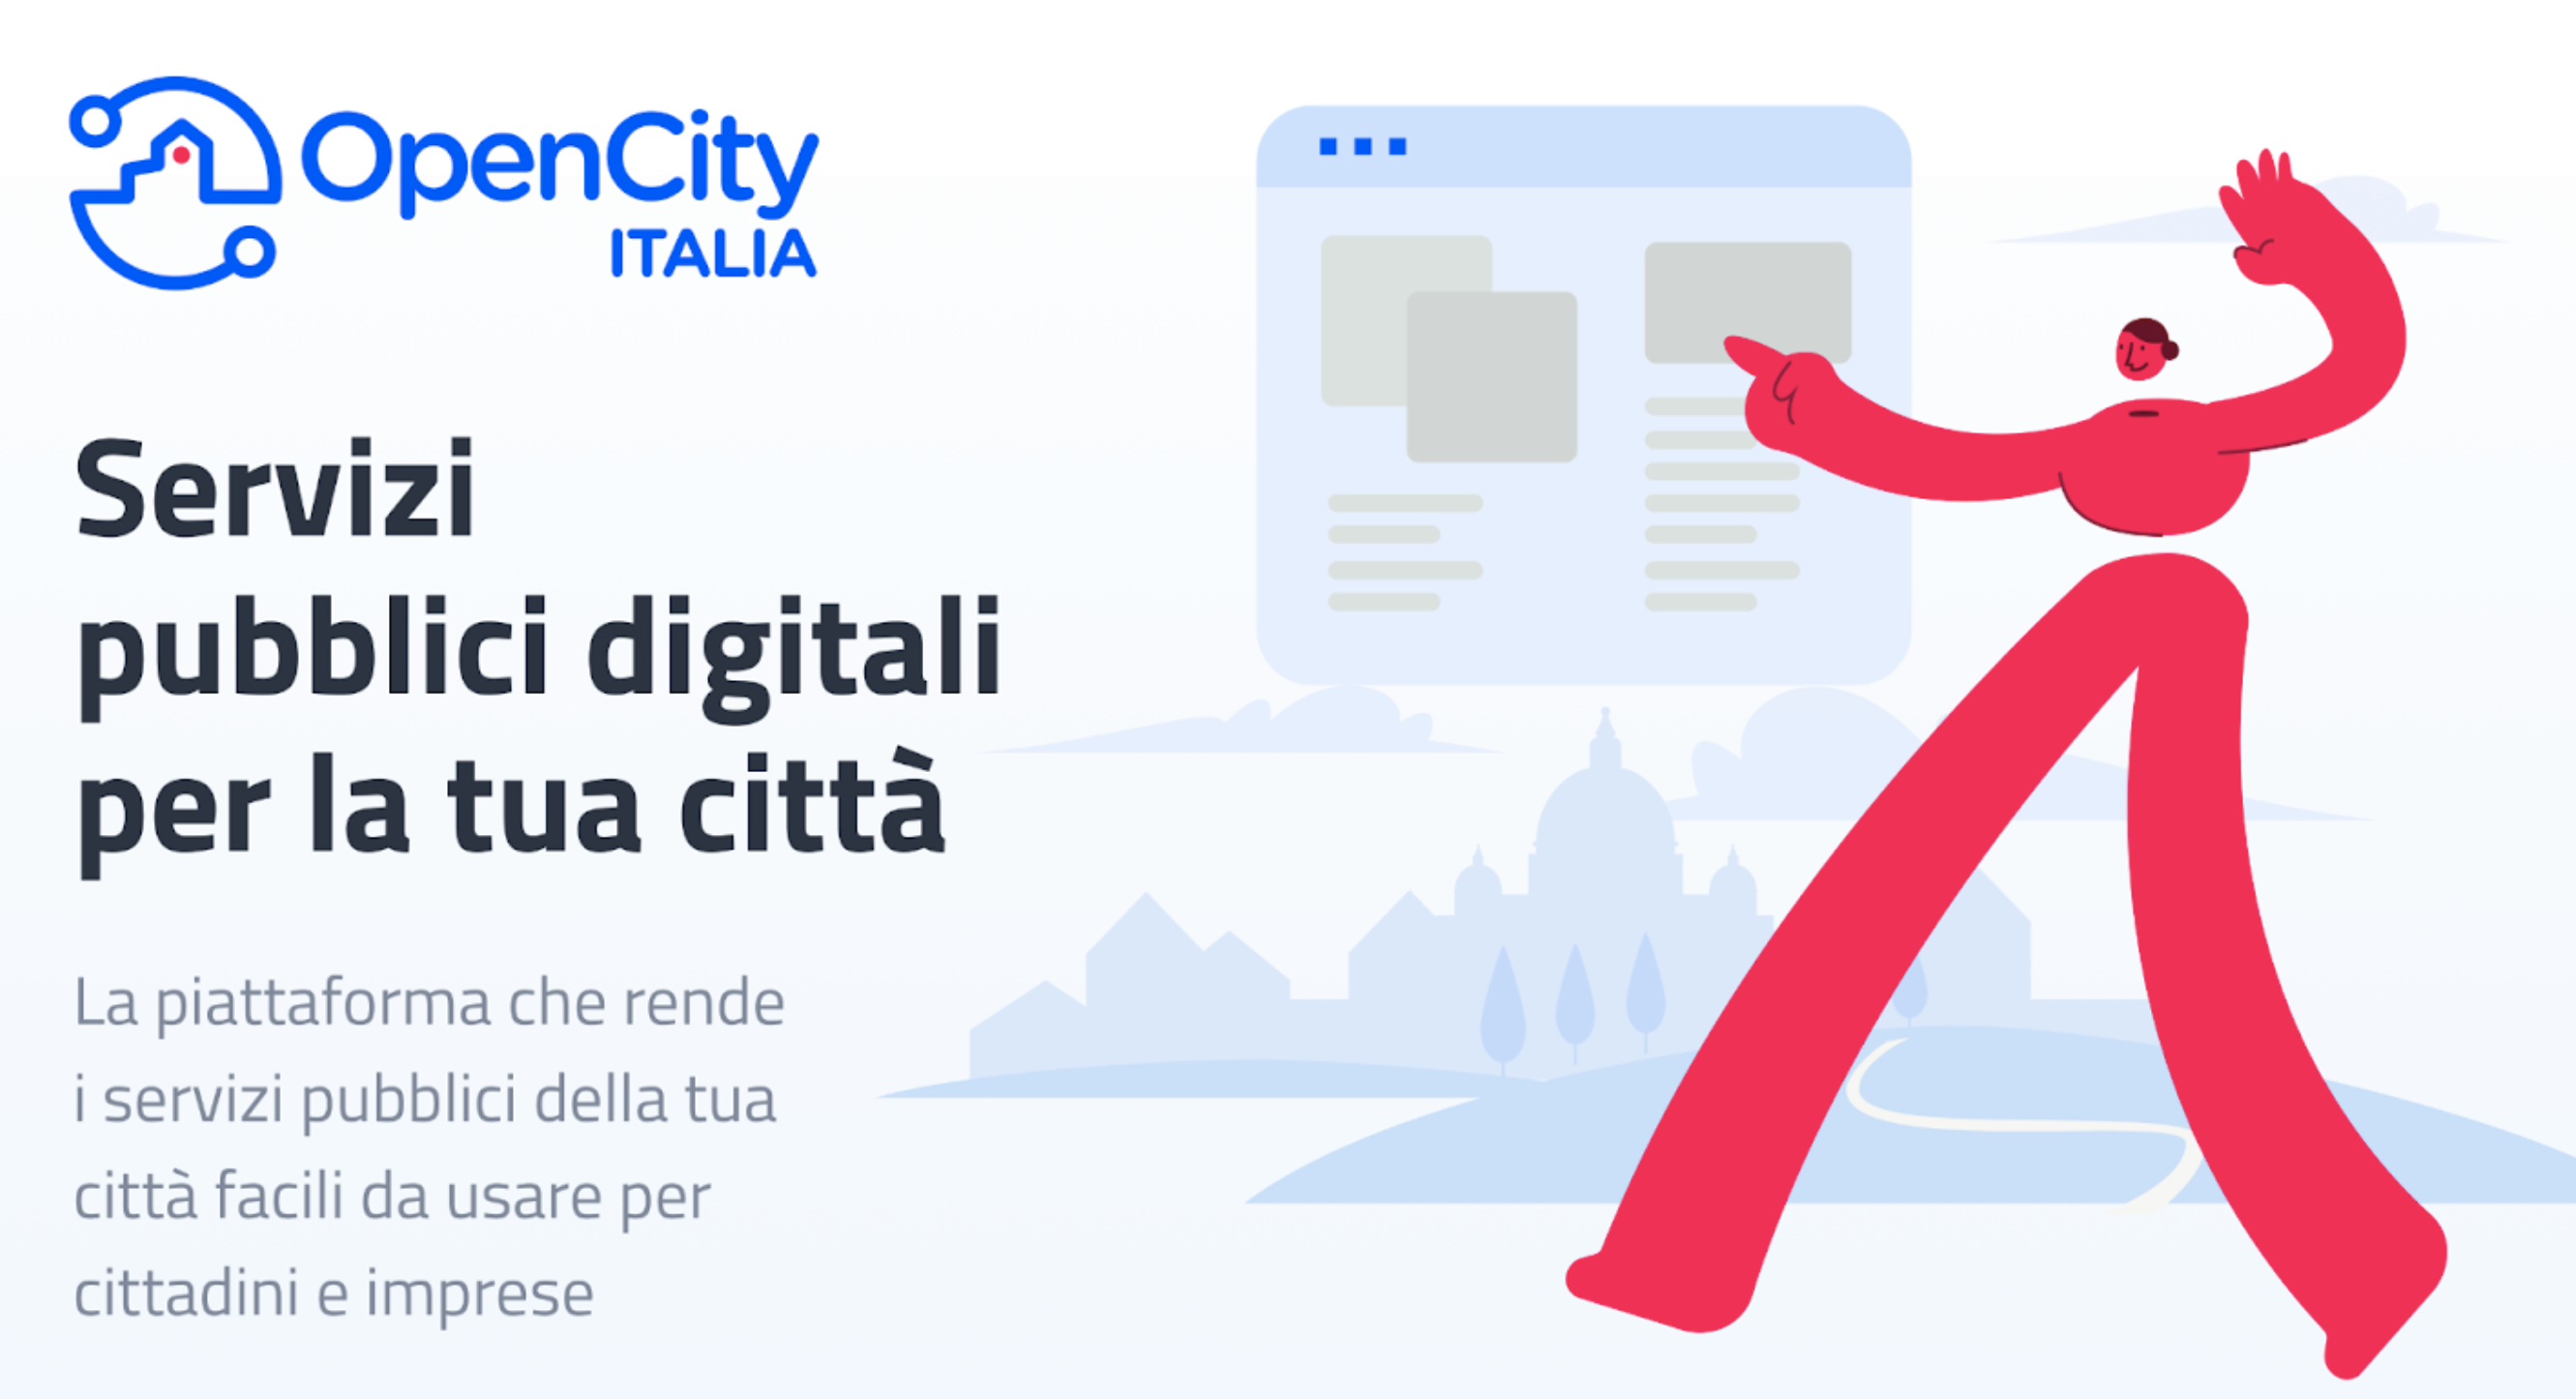 OpenCity
ITALIA
Servizi
pubblici digitali
per la tua città
La piattaforma che rende
i servizi pubblici della tua
città facili da usare per
cittadini e imprese